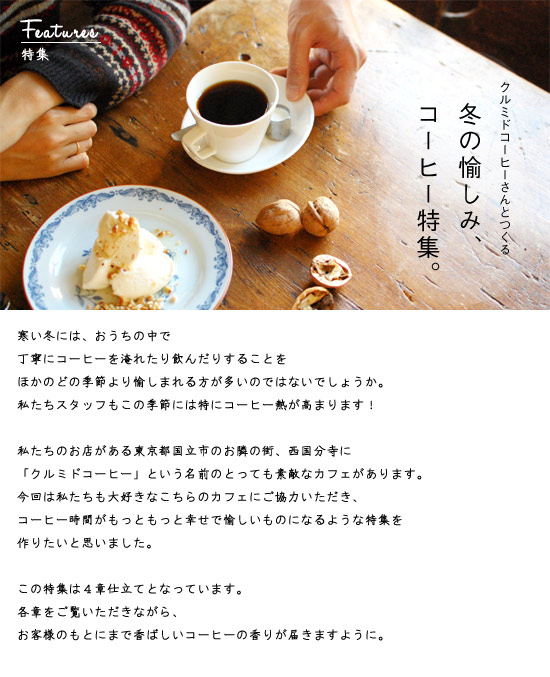 Features
特集
クルミドコーヒーさんとつくる
冬の愉しみ、
コーヒー特集。
寒い冬には、おうちの中で
丁寧にコーヒーを淹れたり飲んだりすることを
ほかのどの季節より愉しまれる方が多いのではないでしょうか。
私たちスタッフもこの季節には特にコーヒー熱が高まります！
私たちのお店がある東京都国立市のお隣の街、西国分寺に
「クルミドコーヒー」という名前のとっても素敵なカフェがあります。
今回は私たちも大好きなこちらのカフェにご協力いただき、
コーヒー時間がもっともっと幸せで愉しいものになるような特集を
作りたいと思いました。
この特集は４章仕立てとなっています。
各章をご覧いただきながら、
お客様のもとにまで香ばしいコーヒーの香りが届きますように。